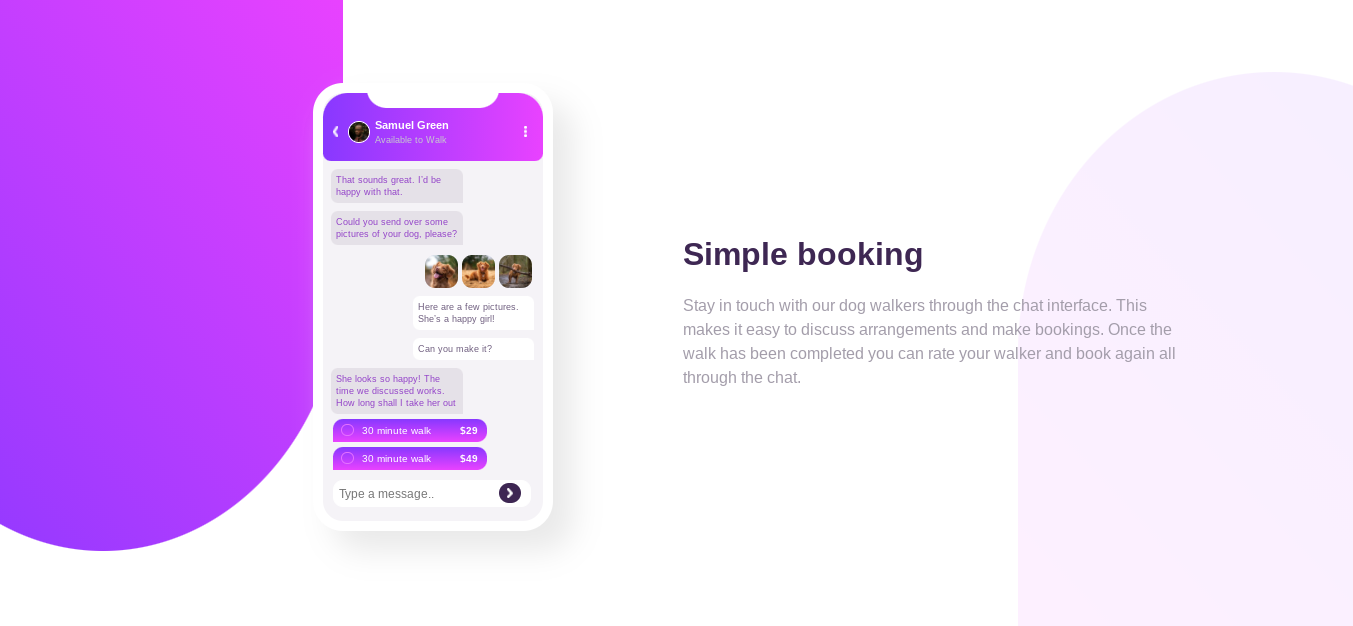 Samuel Green
Available to Walk
That sounds great. I'd be
happy with that.
Could you send over some
pictures of your dog, please?
Here are a few pictures.
She's a happy girl!
Can you make it?
She looks so happy! The
time we discussed works.
How long shall I take her out
30 minute walk $29
30 minute walk $49
Type a message..
Simple booking
Stay in touch with our dog walkers through the chat interface. This
makes it easy to discuss arrangements and make bookings. Once the
walk has been completed you can rate your walker and book again all
through the chat.